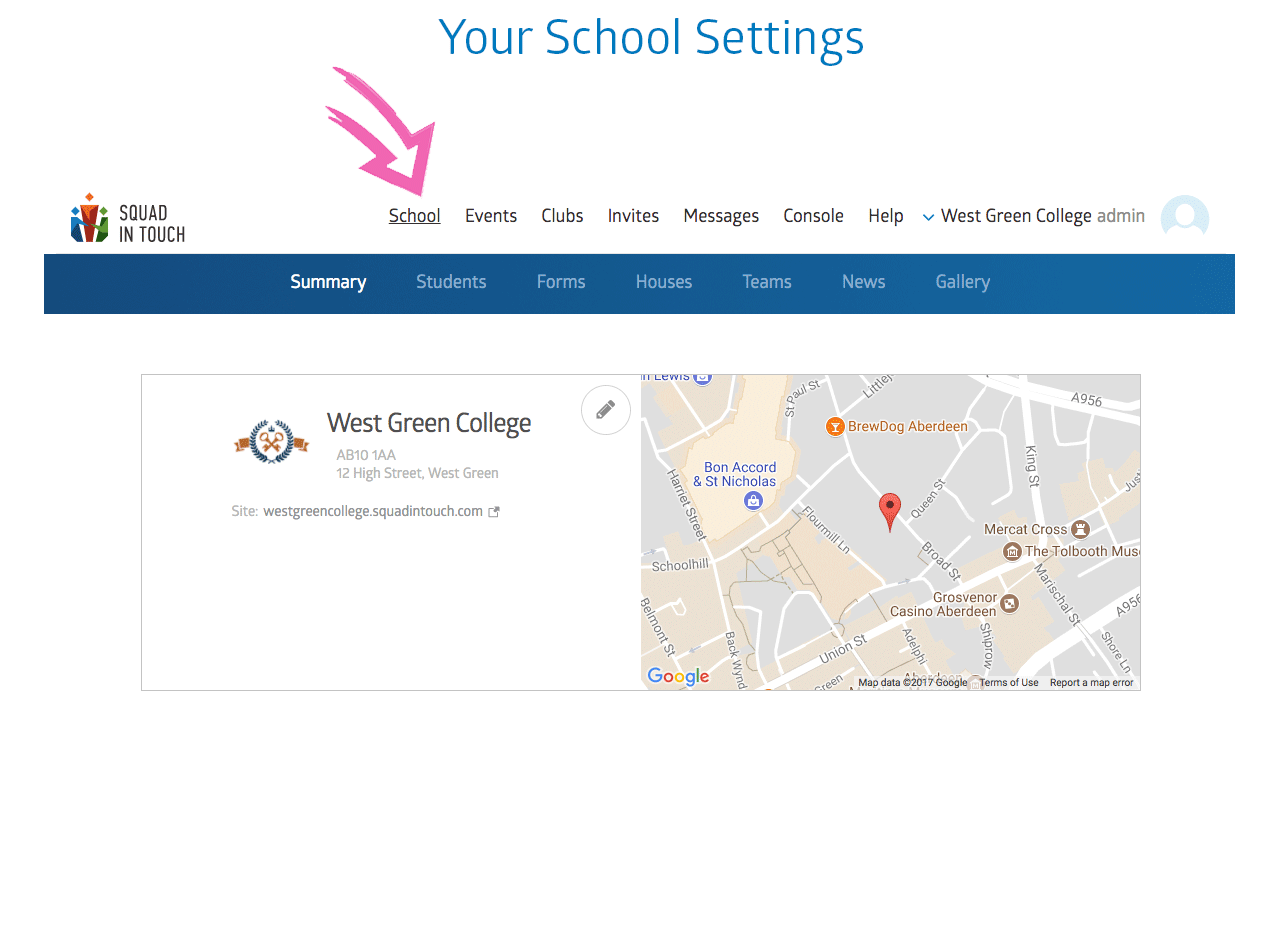 Your School Settings
SQUAD
IN TOUCH
School Events Clubs Invites Messages Console Help West Green College admin
Summary Students Forms Houses Teams News Gallery
West Green College
AB10 1AA
12 High Street, West Green
Site: westgreencollege.squadintouch.com
n Lewis
St Paul St
Littlej
A956
BrewDog Aberdeen
King St
Bon Accord
& St Nicholas
Harriet Street
Queen St
Just
Flourmill Ln
Mercat Cross
Broad St
The Tolbooth Mus
Schoolhill
Marischal St
Grosvenor
Casino Aberdeen
A956
Belmont St
Back Wynd
Union St
Adelphi
Shiprow
Shore Ln
Green
Aberdeen
Google
Map data ©2017 Google Terms of Use Report a map error